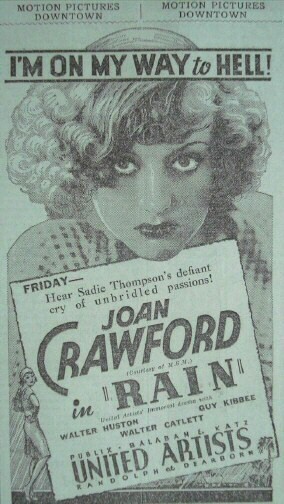 MOTION PICTURES
DOWNTOWN
MOTION PICTURES
DOWNTOWN
I'M ON MY WAY to HELL!
FRIDAY—
Hear Sadie Thompson's defiant
cry of unbridled passions!
JOAN
CRAWFORD
(Courtesy of M.G.M.)
in "RAIN"
United Artists' Dramatic Storm with
WALTER HUSTON GUY KIBBEE
WALTER CATLETT
PUBLIX-BALABAN & KATZ
UNITED ARTISTS
RANDOLPH at DEARBORN